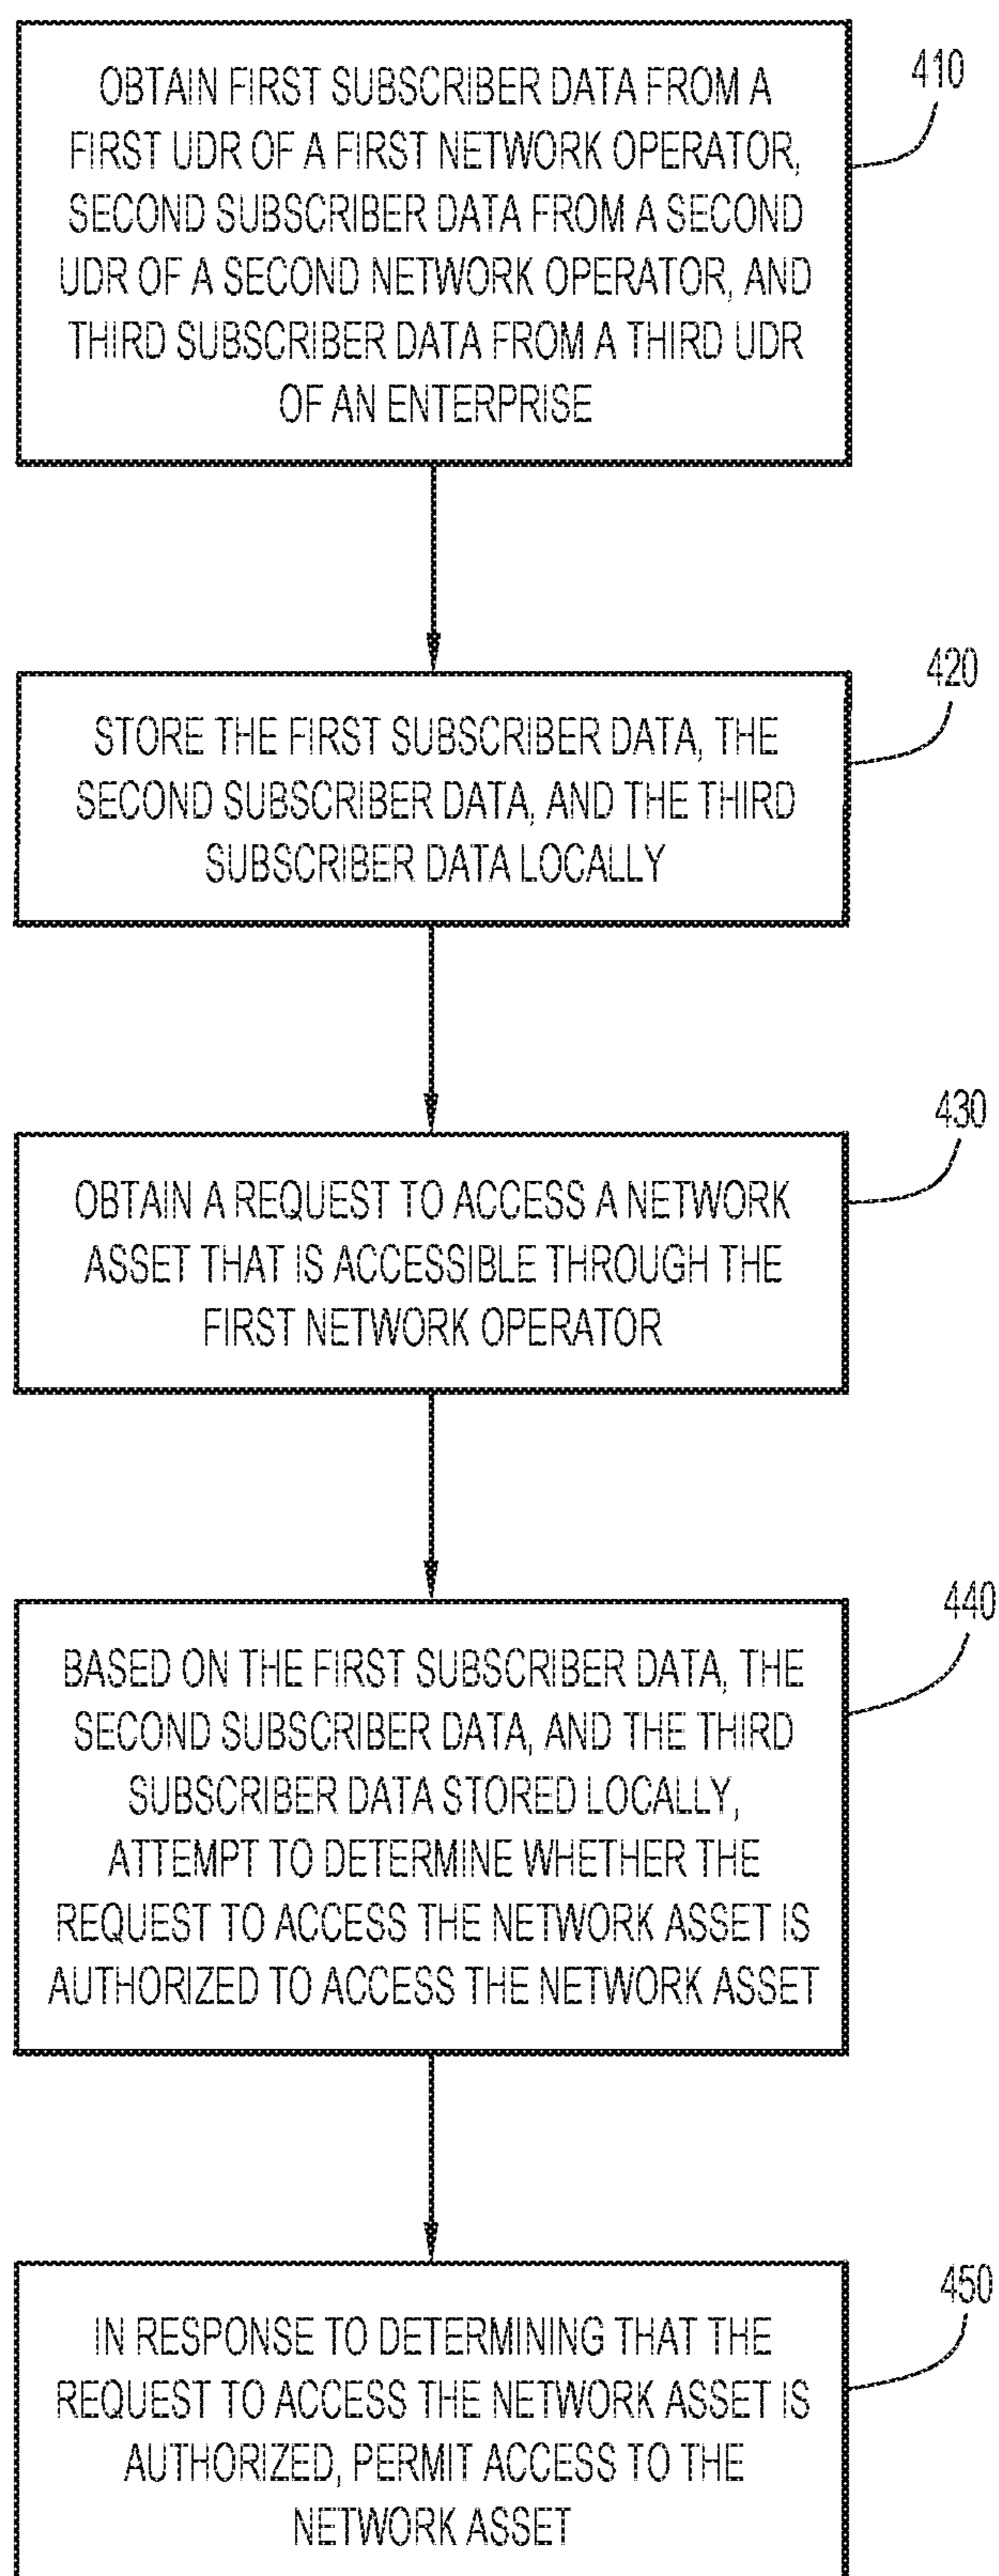 OBTAIN FIRST SUBSCRIBER DATA FROM A
FIRST UDR OF A FIRST NETWORK OPERATOR,
SECOND SUBSCRIBER DATA FROM A SECOND
UDR OF A SECOND NETWORK OPERATOR, AND
THIRD SUBSCRIBER DATA FROM A THIRD UDR
OF AN ENTERPRISE
410
STORE THE FIRST SUBSCRIBER DATA, THE
SECOND SUBSCRIBER DATA, AND THE THIRD
SUBSCRIBER DATA LOCALLY
420
OBTAIN A REQUEST TO ACCESS A NETWORK
ASSET THAT IS ACCESSIBLE THROUGH THE
FIRST NETWORK OPERATOR
430
BASED ON THE FIRST SUBSCRIBER DATA, THE
SECOND SUBSCRIBER DATA, AND THE THIRD
SUBSCRIBER DATA STORED LOCALLY,
ATTEMPT TO DETERMINE WHETHER THE
REQUEST TO ACCESS THE NETWORK ASSET IS
AUTHORIZED TO ACCESS THE NETWORK ASSET
440
IN RESPONSE TO DETERMINING THAT THE
REQUEST TO ACCESS THE NETWORK ASSET IS
AUTHORIZED, PERMIT ACCESS TO THE
NETWORK ASSET
450